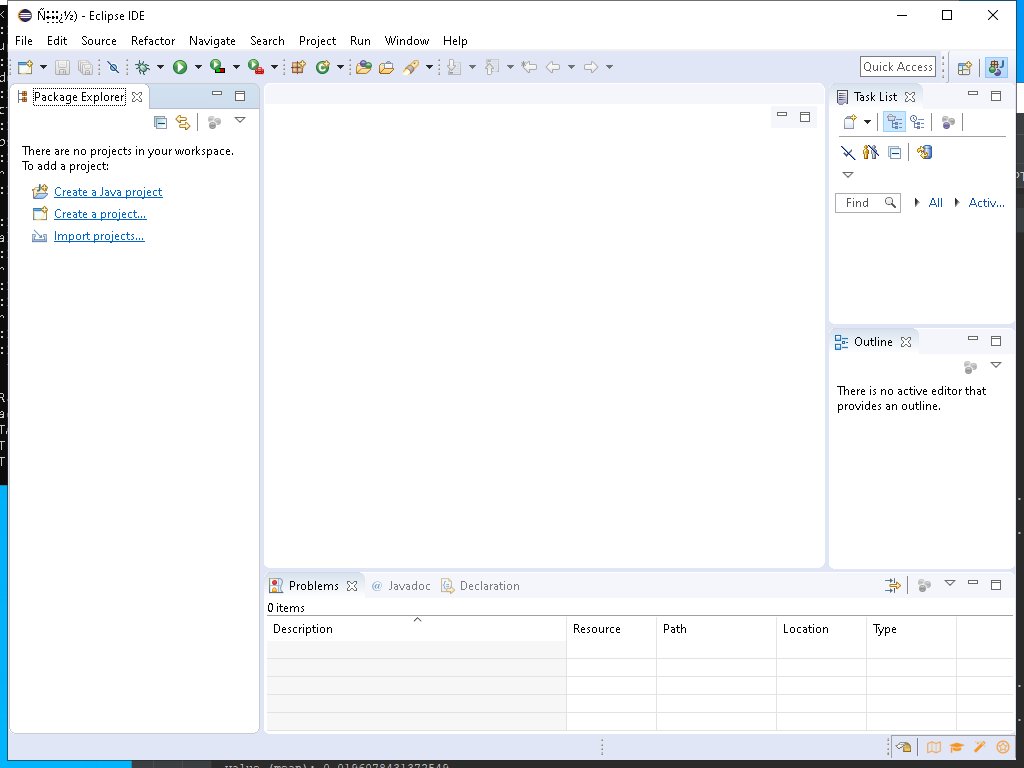 - Eclipse IDE
File Edit Source Refactor Navigate Search Project Run Window Help
Quick Access
Package Explorer
There are no projects in your workspace.
To add a project:
Create a Java project
Create a project...
Import projects...
Task List
Find All Activ...
Outline
There is no active editor that
provides an outline.
Problems @ Javadoc Declaration
0 items
Description Resource Path Location Type
value (mean): 0.0196078431372549